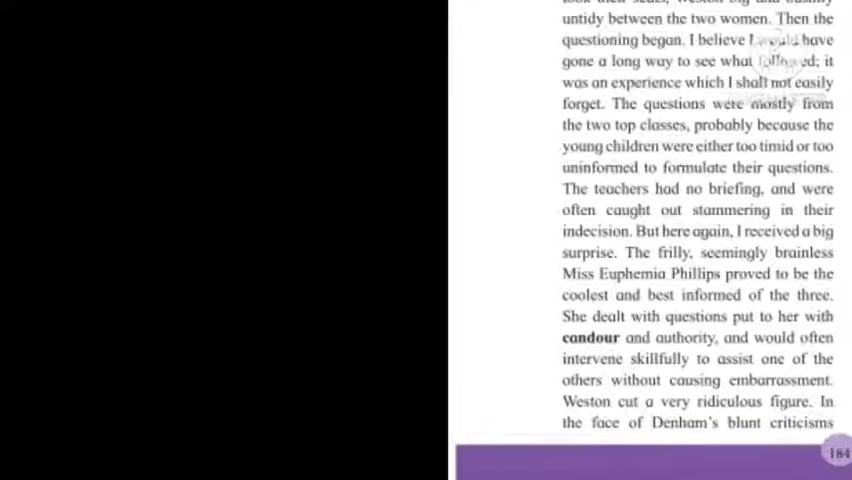 took their seats, Weston big and bushily
untidy between the two women. Then the
questioning began. I believe I would have
gone a long way to see what followed; it
was an experience which I shall not easily
forget. The questions were mostly from
the two top classes, probably because the
young children were either too timid or too
uninformed to formulate their questions.
The teachers had no briefing, and were
often caught out stammering in their
indecision. But here again, I received a big
surprise. The frilly, seemingly brainless
Miss Euphemia Phillips proved to be the
coolest and best informed of the three.
She dealt with questions put to her with
candour and authority, and would often
intervene skillfully to assist one of the
others without causing embarrassment.
Weston cut a very ridiculous figure. In
the face of Denham's blunt criticisms
184